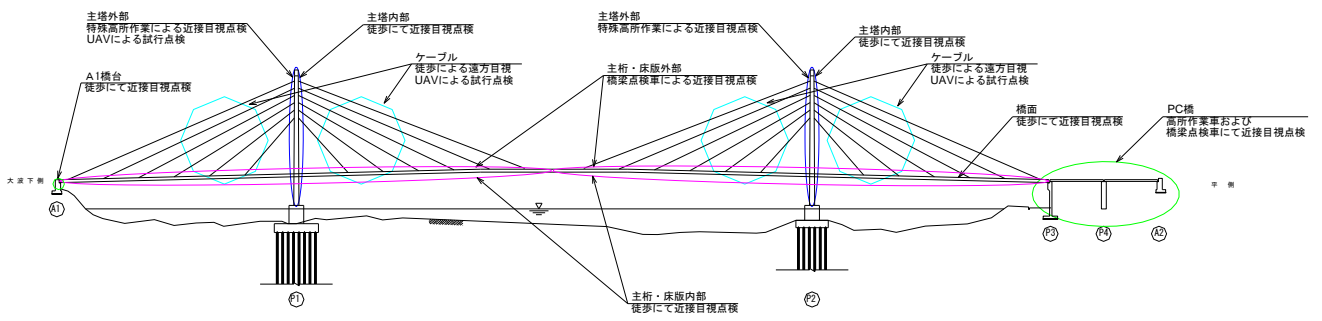 主塔外部
特殊高所作業による近接目視点検
UAVによる試行点検
主塔内部
徒歩にて近接目視点検
ケーブル
徒歩による遠方目視
UAVによる試行点検
A1橋台
徒歩にて近接目視点検
主桁・床版外部
橋梁点検車による近接目視点検
主塔外部
特殊高所作業による近接目視点検
UAVによる試行点検
主塔内部
徒歩にて近接目視点検
ケーブル
徒歩による遠方目視
UAVによる試行点検
橋面
徒歩にて近接目視点検
PC橋
高所作業車および
橋梁点検車にて近接目視点検
大波下側
平側
A1
P3
P4
A2
P1
P2
主桁・床版内部
徒歩にて近接目視点検